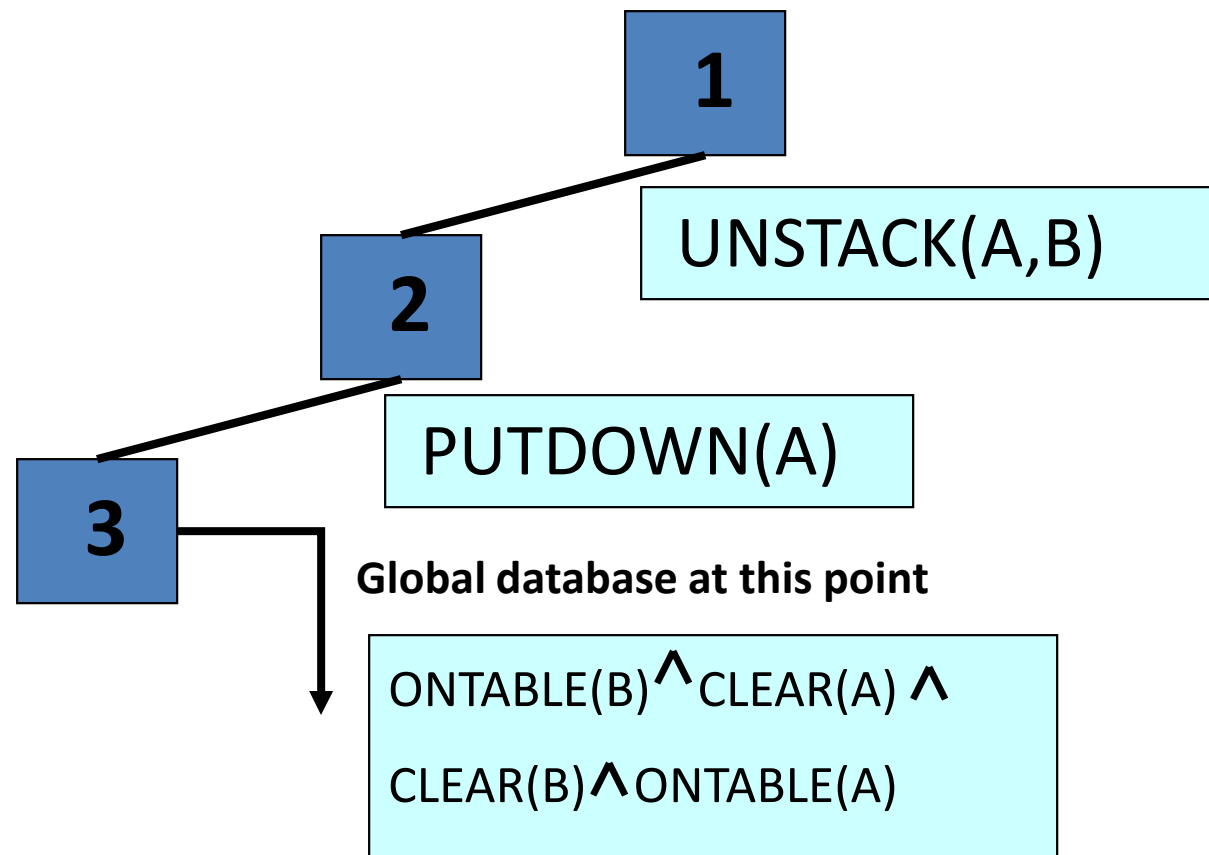 1
UNSTACK(A,B)
2
PUTDOWN(A)
3
Global database at this point
ONTABLE(B) ^ CLEAR(A) ^
CLEAR(B) ^ ONTABLE(A)